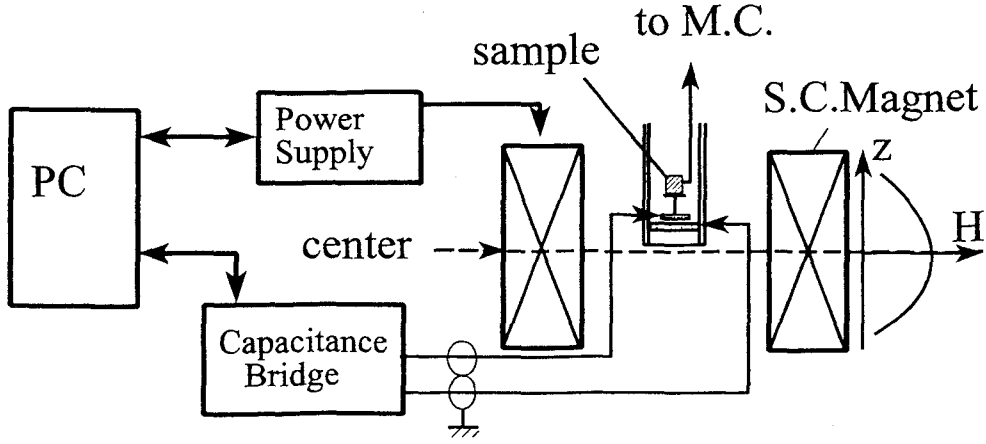 to M.C.
sample
S.C.Magnet
Power
Supply
PC
z
center
H
Capacitance
Bridge